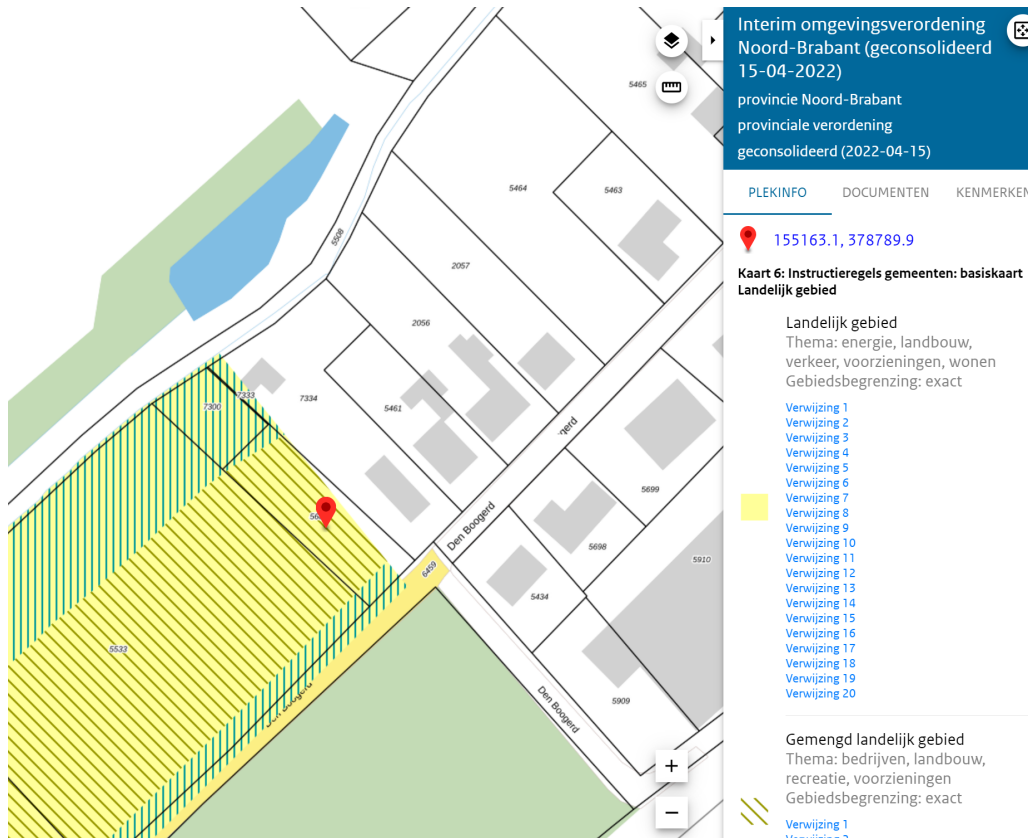 5465
5464
5463
5508
2057
2056
7300
7333
7334
5461
5699
5698
5910
Den Boogerd
6459
5434
5533
5909
Den Boogerd
Interim omgevingsverordening
Noord-Brabant (geconsolideerd
15-04-2022)
provincie Noord-Brabant
provinciale verordening
geconsolideerd (2022-04-15)
PLEKINFO
DOCUMENTEN
KENMERKEN
155163.1, 378789.9
Kaart 6: Instructieregels gemeenten: basiskaart
Landelijk gebied
Landelijk gebied
Thema: energie, landbouw,
verkeer, voorzieningen, wonen
Gebiedsbegrenzing: exact
Verwijzing 1
Verwijzing 2
Verwijzing 3
Verwijzing 4
Verwijzing 5
Verwijzing 6
Verwijzing 7
Verwijzing 8
Verwijzing 9
Verwijzing 10
Verwijzing 11
Verwijzing 12
Verwijzing 13
Verwijzing 14
Verwijzing 15
Verwijzing 16
Verwijzing 17
Verwijzing 18
Verwijzing 19
Verwijzing 20
Gemengd landelijk gebied
Thema: bedrijven, landbouw,
recreatie, voorzieningen
Gebiedsbegrenzing: exact
Verwijzing 1